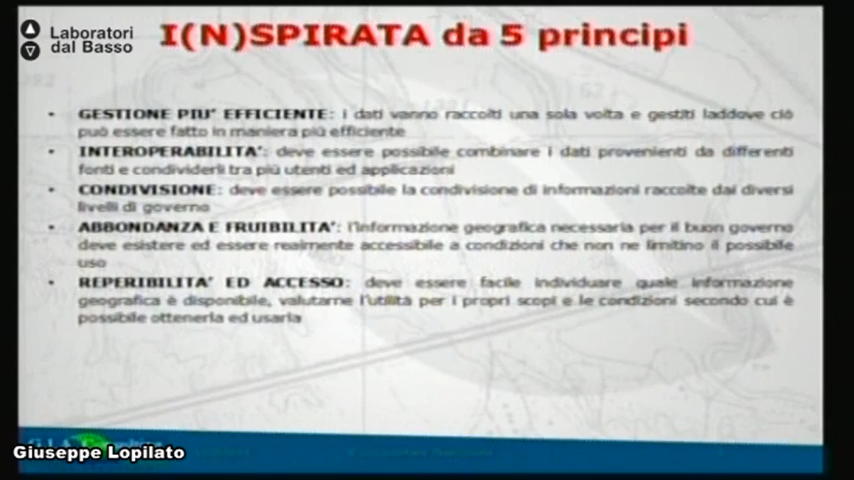 Laboratori
dal Basso
I(N)SPIRATA da 5 principi
• GESTIONE PIU' EFFICIENTE: i dati vanno raccolti una sola volta e gestiti laddove ciò
può essere fatto in maniera più efficiente
• INTEROPERABILITA': deve essere possibile combinare i dati provenienti da differenti
fonti e condividerli tra più utenti ed applicazioni
• CONDIVISIONE: deve essere possibile la condivisione di informazioni raccolte dai diversi
livelli di governo
• ABBONDANZA E FRUIBILITA': l'informazione geografica necessaria per il buon governo
deve esistere ed essere realmente accessibile a condizioni che non ne limitino il possibile
uso
• REPERIBILITA' ED ACCESSO: deve essere facile individuare quale informazione
geografica è disponibile, valutarne l'utilità per i propri scopi e le condizioni secondo cui è
possibile ottenerla ed usarla
Giuseppe Lopilato